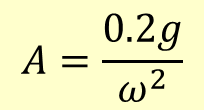 A = 0.2g / ω²